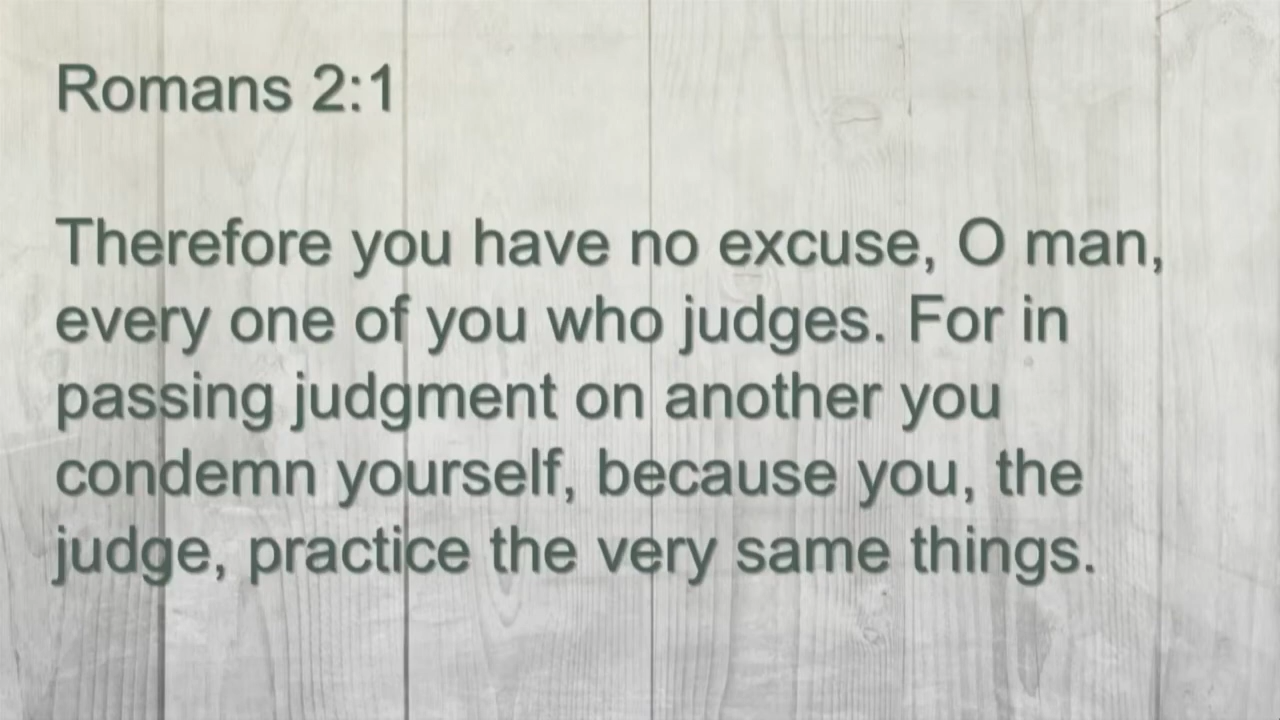 Romans 2:1
Therefore you have no excuse, O man,
every one of you who judges. For in
passing judgment on another you
condemn yourself, because you, the
judge, practice the very same things.